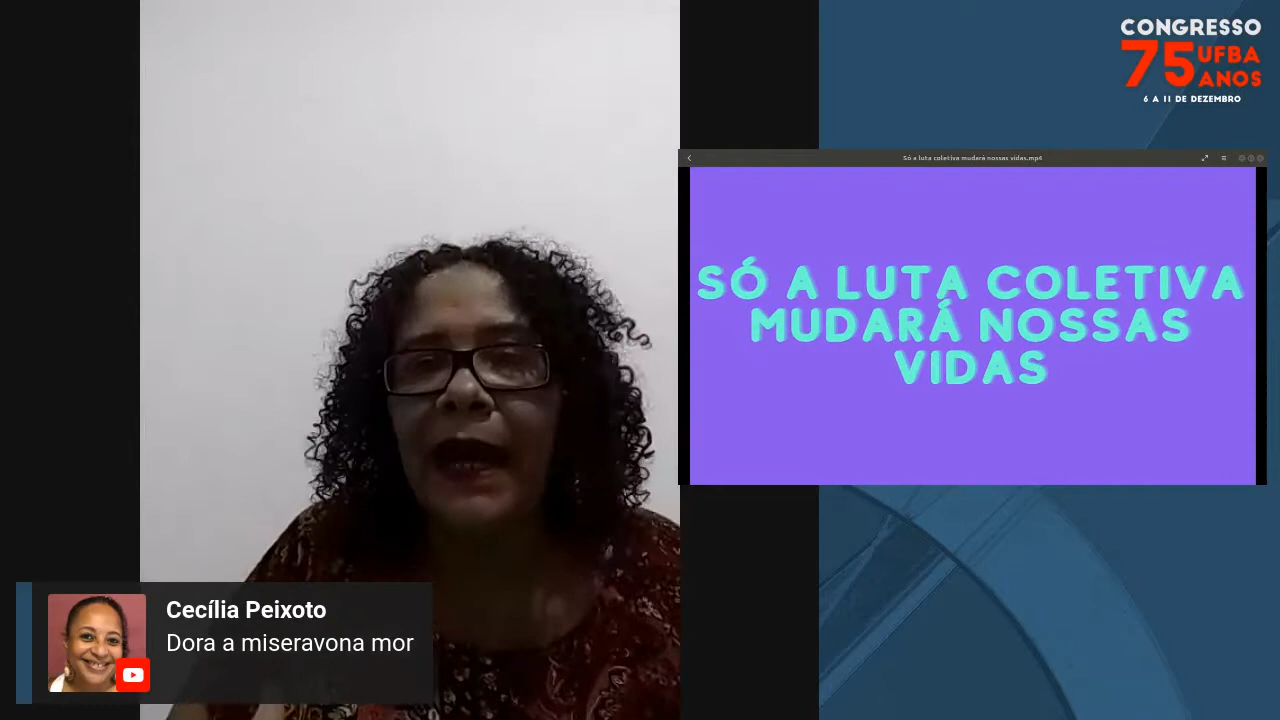 CONGRESSO
75 UFBA
ANOS
6 A 11 DE DEZEMBRO
Só a luta coletiva mudará nossas vidas.mp4
SÓ A LUTA COLETIVA
MUDARÁ NOSSAS
VIDAS
Cecília Peixoto
Dora a miseravona mor